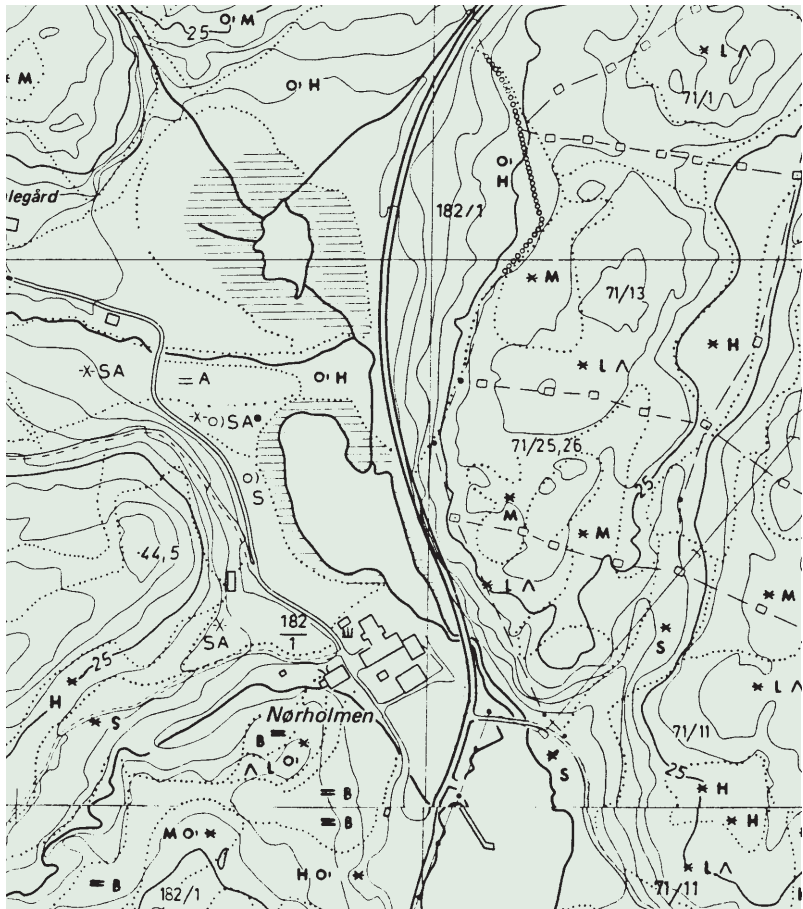 25
M
L Λ
M
71/1
H
H
legård
182/1
M
71/13
H
SA
A
H
L Λ
SA
S
71/25,26
25
M
M
44,5
L Λ
M
SA
182
1
S
25
H
S
L Λ
Nørholmen
B
71/11
Λ L
S
25
H
B
B
H
M
H
L Λ
B
182/1
71/11